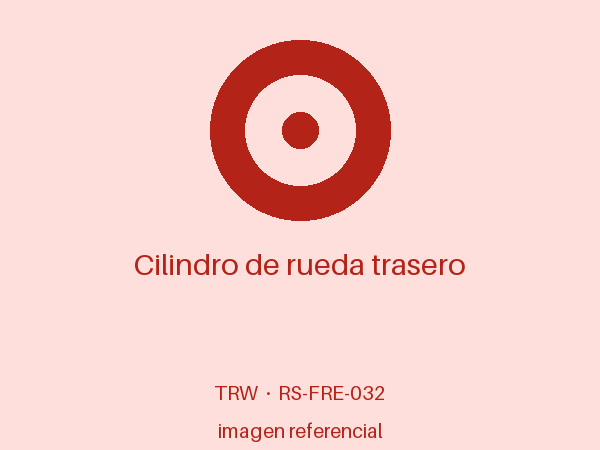 Cilindro de rueda trasero
TRW · RS-FRE-032
imagen referencial